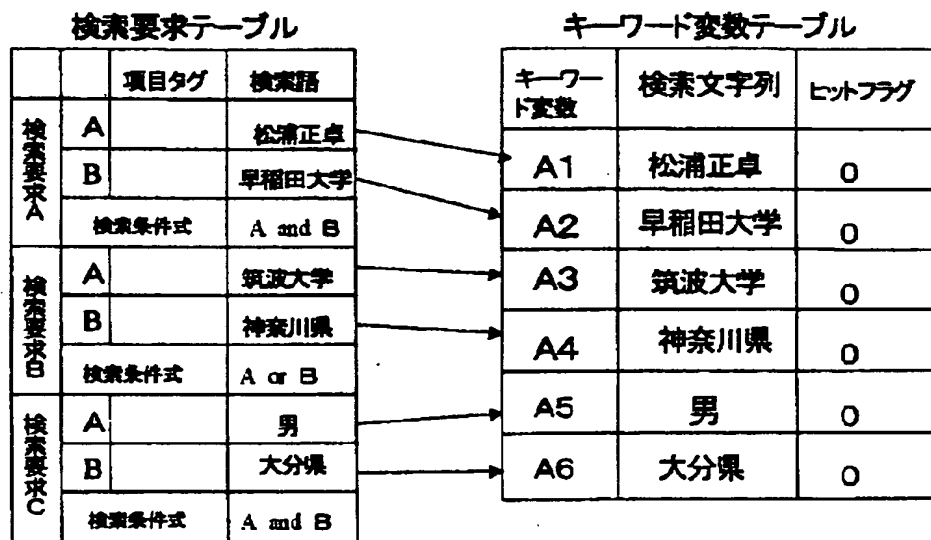 検索要求テーブル
項目タグ 検索語
検索要求A
A 松浦正卓
B 早稲田大学
検索条件式 A and B
検索要求B
A 筑波大学
B 神奈川県
検索条件式 A or B
検索要求C
A 男
B 大分県
検索条件式 A and B
キーワード変数テーブル
キーワー 検索文字列 ヒットフラグ
ド変数
A1 松浦正卓 0
A2 早稲田大学 0
A3 筑波大学 0
A4 神奈川県 0
A5 男 0
A6 大分県 0